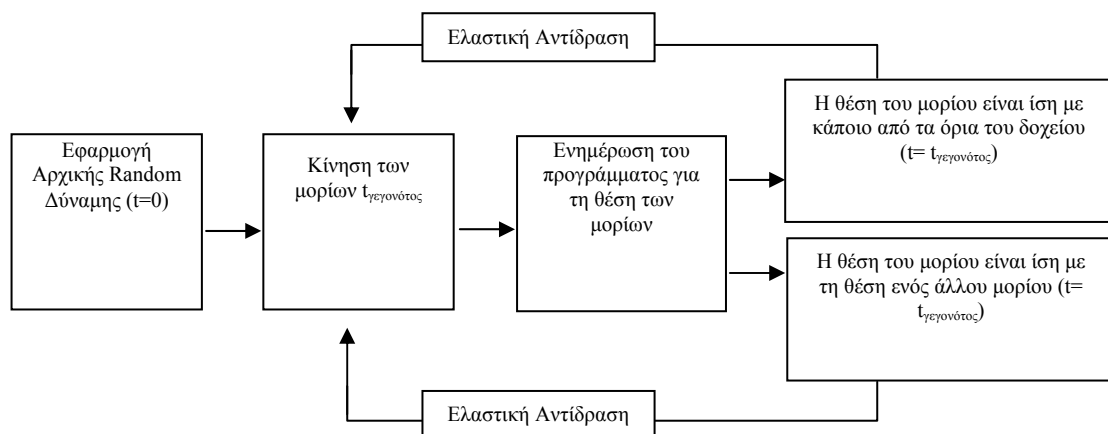 Ελαστική Αντίδραση
Εφαρμογή
Αρχικής Random
Δύναμης (t=0)
Κίνηση των
μορίων tγεγονότος
Ενημέρωση του
προγράμματος για
τη θέση των
μορίων
Η θέση του μορίου είναι ίση με
κάποιο από τα όρια του δοχείου
(t= tγεγονότος)
Η θέση του μορίου είναι ίση με
τη θέση ενός άλλου μορίου (t=
tγεγονότος)
Ελαστική Αντίδραση